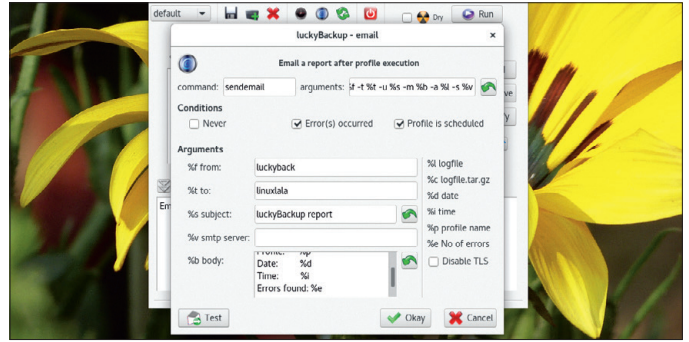 default
Dry
Run
luckyBackup - email
Email a report after profile execution
command: sendemail arguments: -t %t -u %s -m %b -a %l -s %v
Conditions
Never Error(s) occurred Profile is scheduled
Arguments
%f from: luckyback
%t to: linuxlala
%s subject: luckyBackup report
%v smtp server:
%b body:
Date: %d
Time: %i
Errors found: %e
%l logfile
%c logfile.tar.gz
%d date
%i time
%p profile name
%e No of errors
Disable TLS
Test
Okay
Cancel